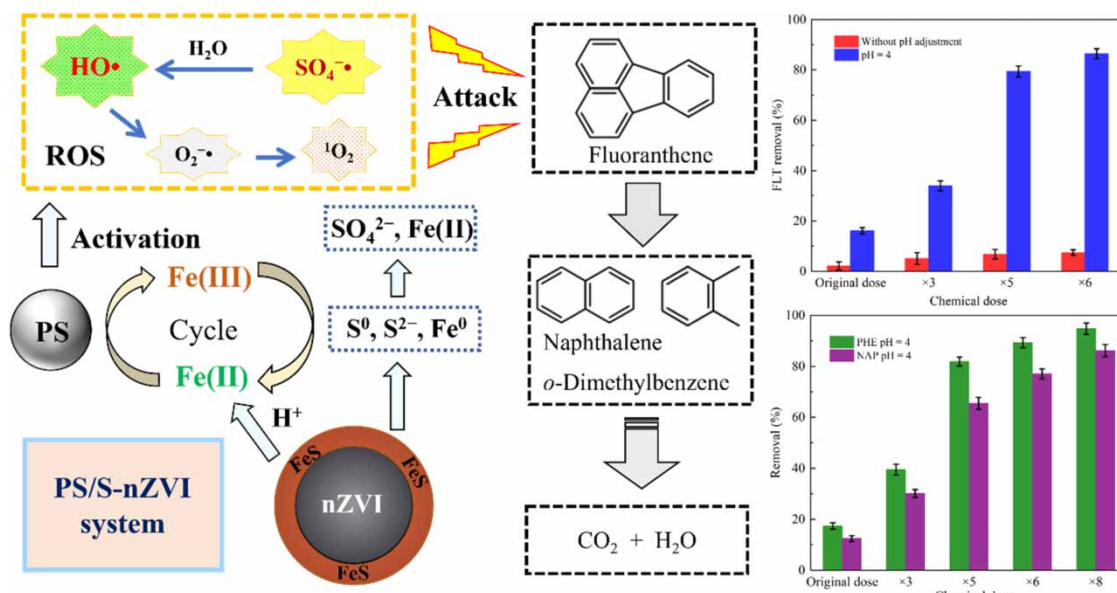 HO•
H₂O
SO₄⁻•
ROS
O₂⁻•
¹O₂
Attack
Fluoranthene
Activation
PS
Fe(III)
Cycle
Fe(II)
H⁺
SO₄²⁻, Fe(II)
S⁰, S²⁻, Fe⁰
PS/S-nZVI
system
FeS
FeS
nZVI
FeS
Naphthalene
o-Dimethylbenzene
CO₂ + H₂O
100
80
60
40
20
0
FLT removal (%)
Without pH adjustment
pH = 4
Original dose
×3
×5
×6
Chemical dose
100
80
60
40
20
0
Removal (%)
PHE pH = 4
NAP pH = 4
Original dose
×3
×5
×6
×8